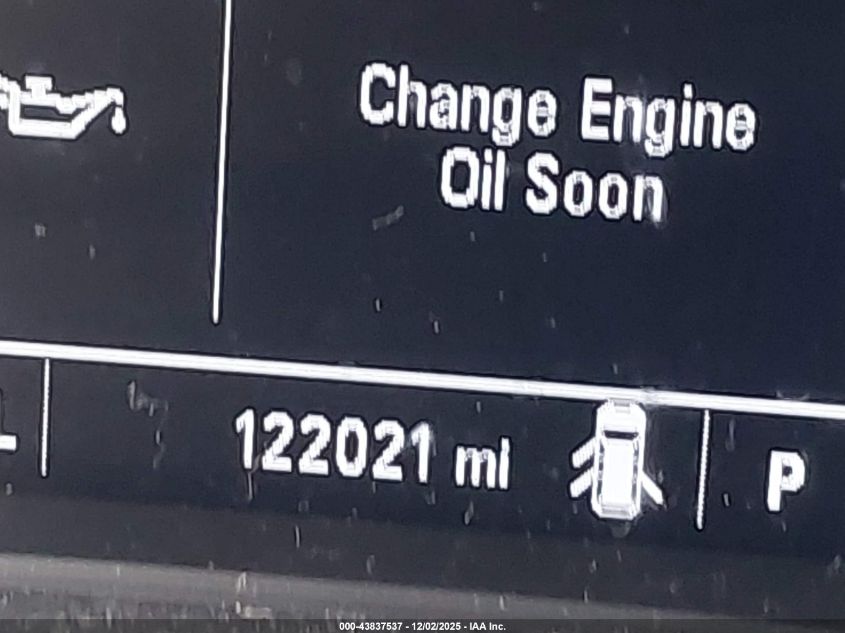 Change Engine
Oil Soon
122021 mi
P
000-43837537 - 12/02/2025 - IAA Inc.